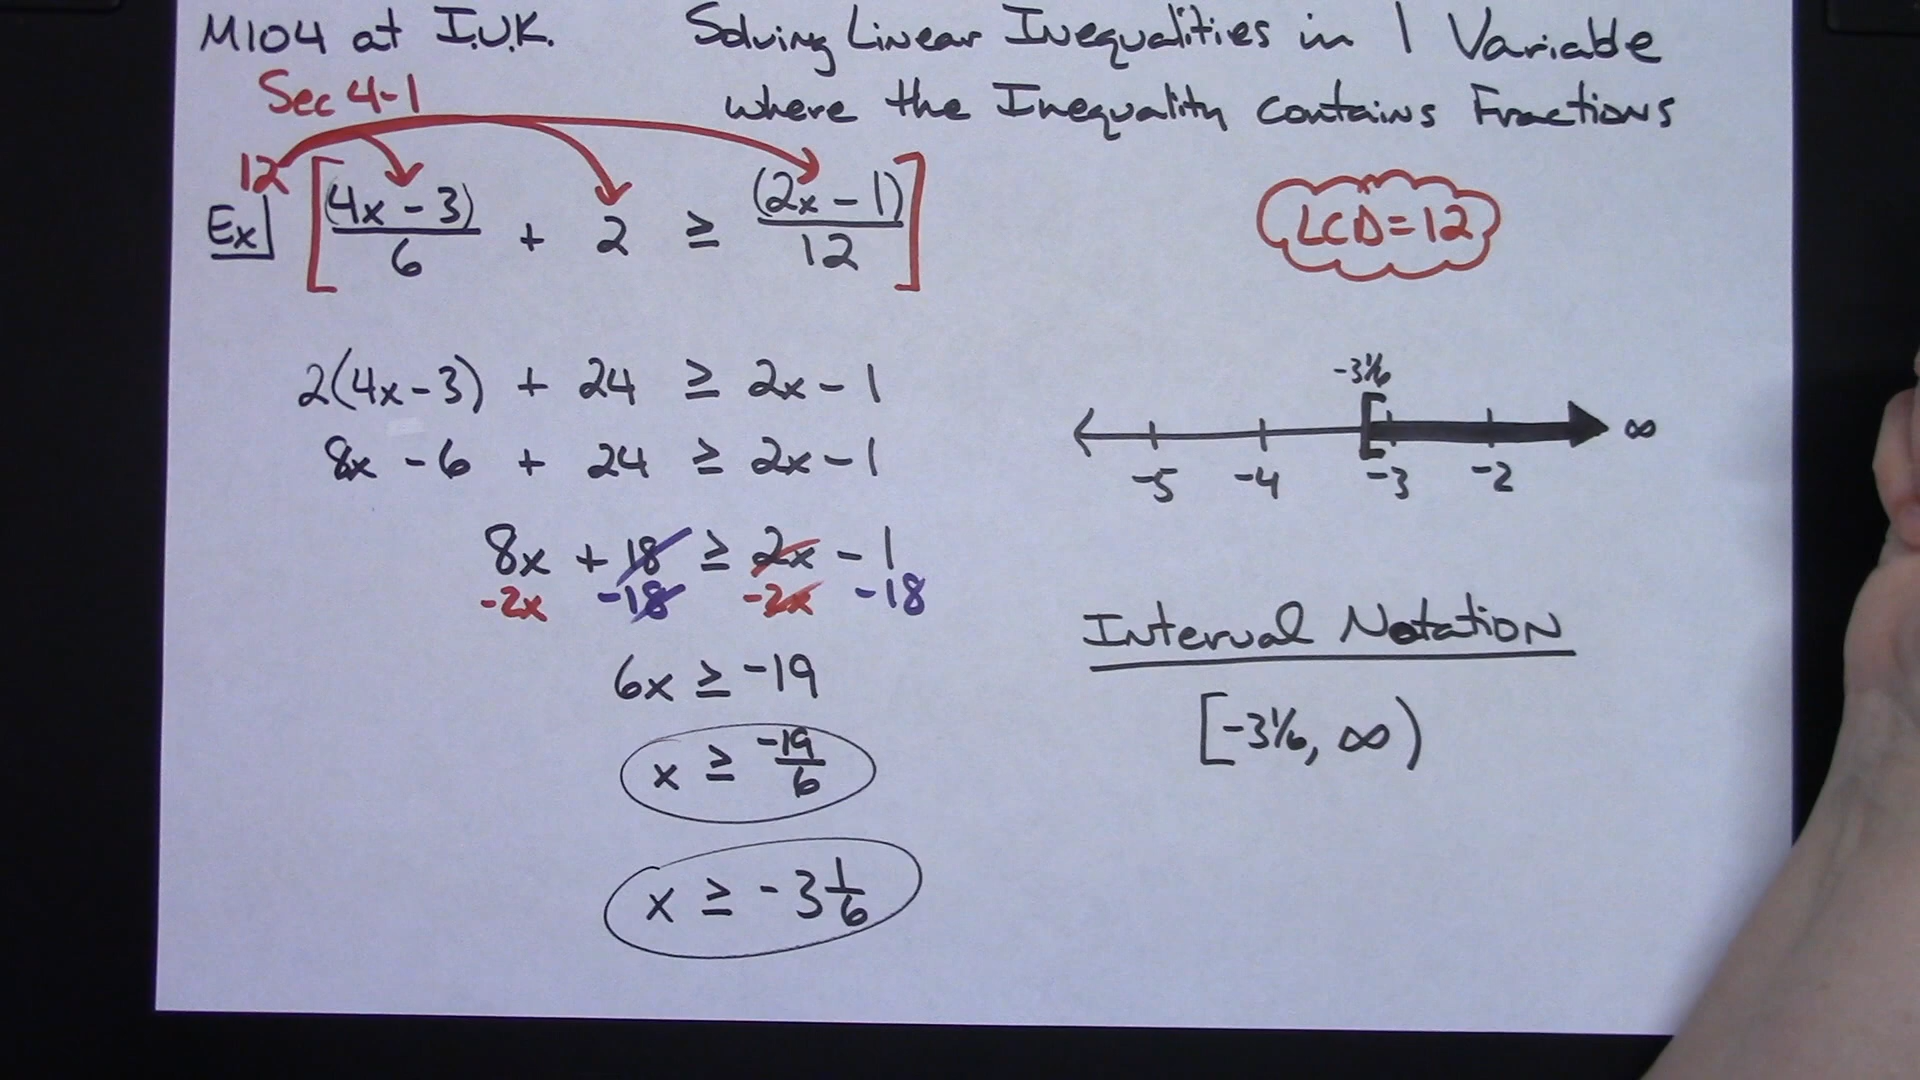 M104 at I.U.K.
Solving Linear Inequalities in 1 Variable
where the Inequality contains Fractions
Sec 4-1
12
Ex [(4x - 3)/6 + 2 ≥ (2x - 1)/12]
LCD = 12
2(4x - 3) + 24 ≥ 2x - 1
8x - 6 + 24 ≥ 2x - 1
8x + 18 ≥ 2x - 1
-2x -18 -2x -18
6x ≥ -19
x ≥ -19/6
x ≥ -3 1/6
-3 1/6
∞
-5 -4 -3 -2
Interval Notation
[-3 1/6, ∞)